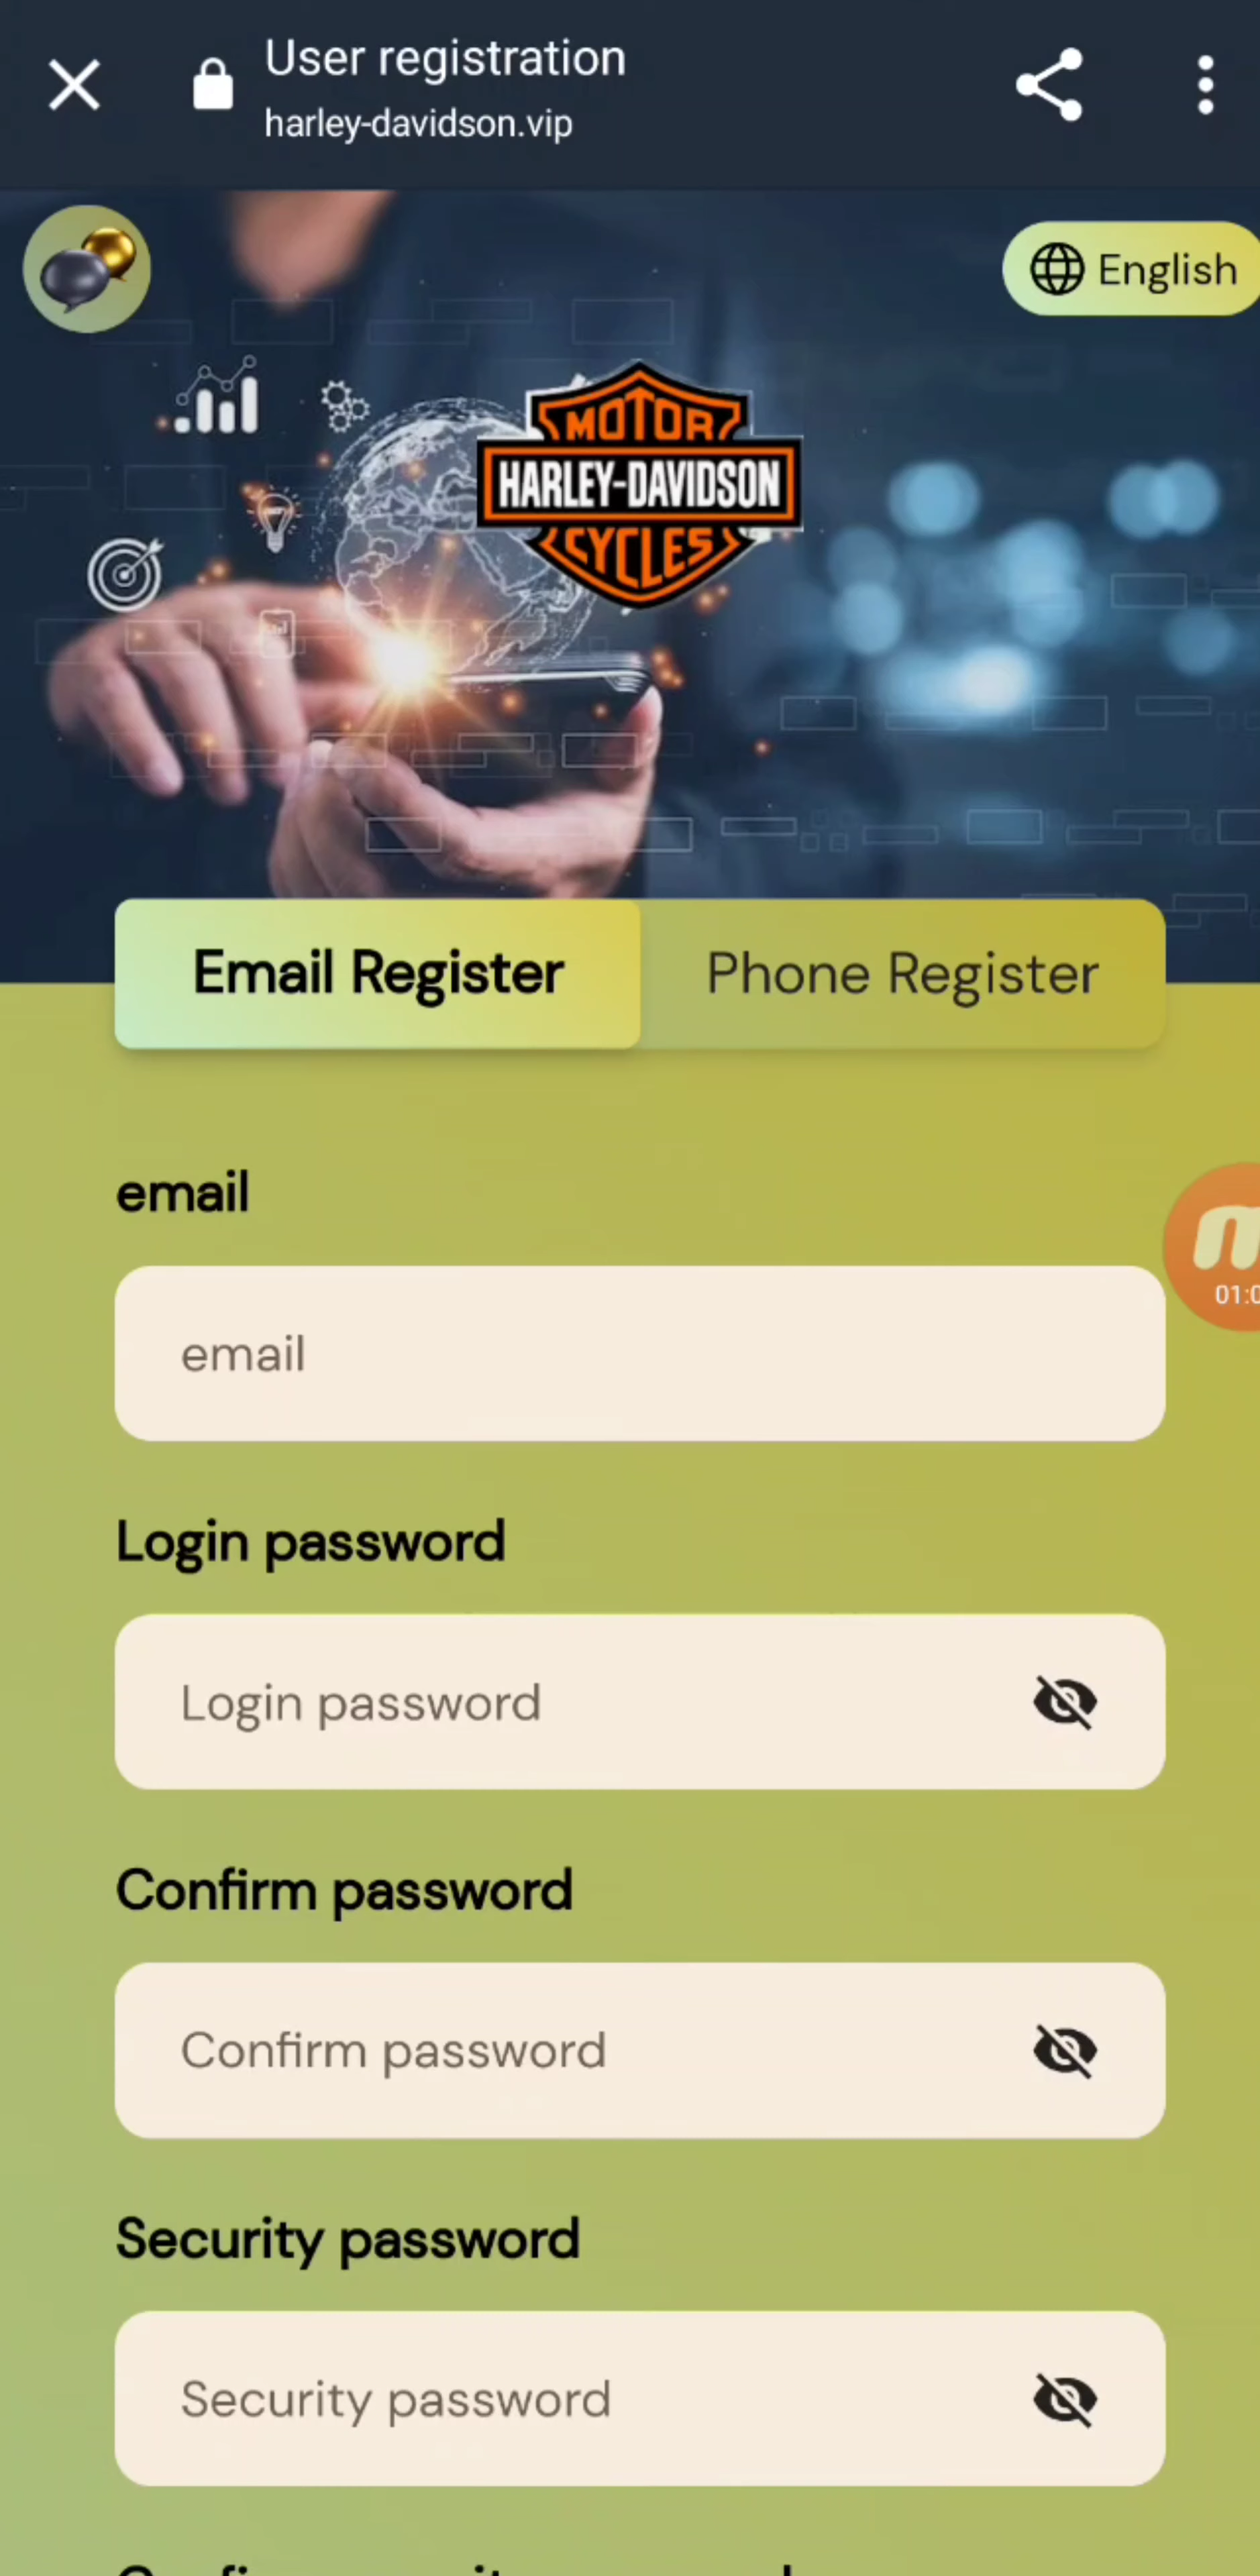 User registration
harley-davidson.vip
English
MOTOR
HARLEY-DAVIDSON
CYCLES
Email Register
Phone Register
email
email
01:0
Login password
Login password
Confirm password
Confirm password
Security password
Security password